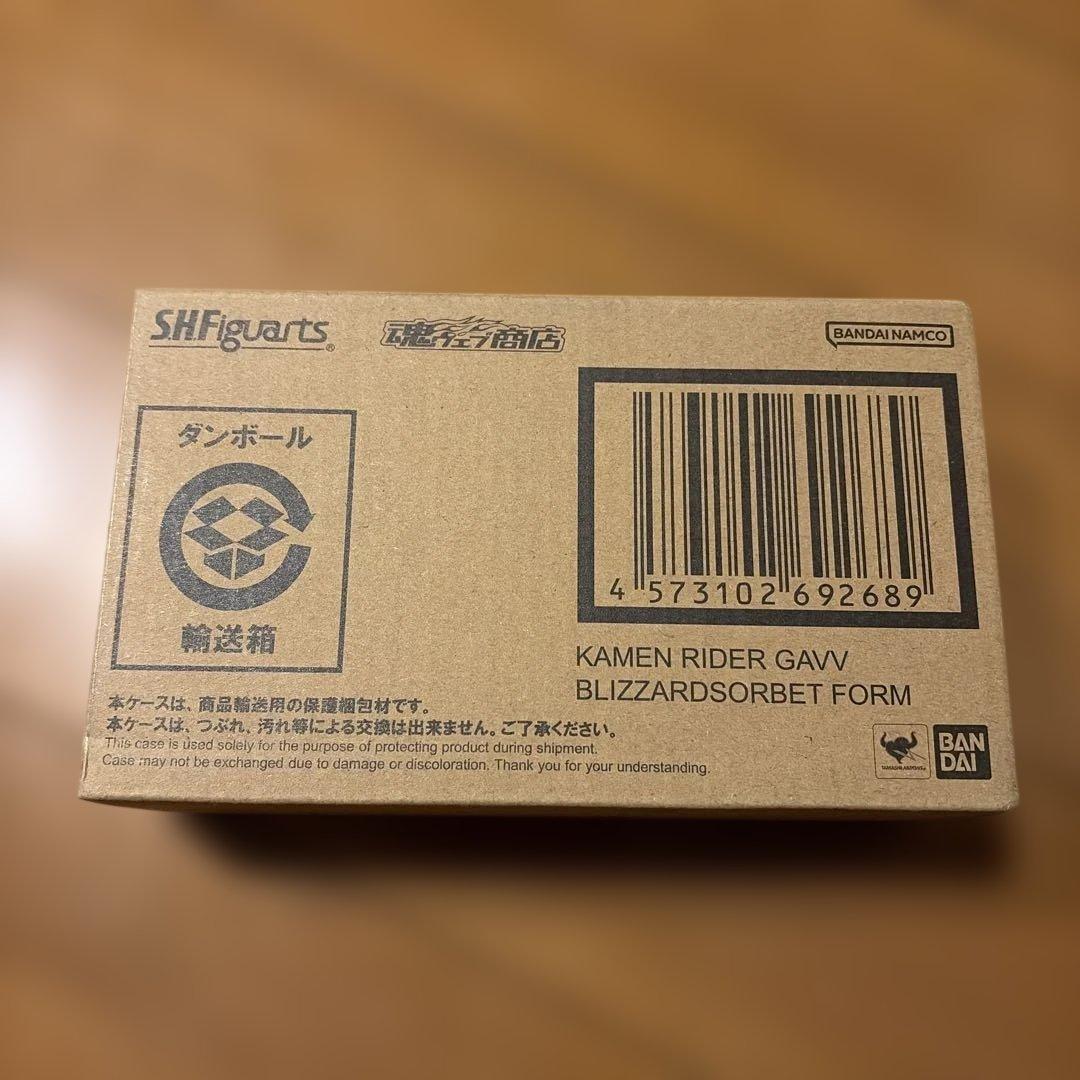 S.H.Figuarts®
魂ウェブ商店
BANDAI NAMCO
ダンボール
輸送箱
4 573102 692689
KAMEN RIDER GAVV
BLIZZARDSORBET FORM
本ケースは、商品輸送用の保護梱包材です。
本ケースは、つぶれ、汚れ等による交換は出来ません。ご了承ください。
This case is used solely for the purpose of protecting product during shipment.
Case may not be exchanged due to damage or discoloration. Thank you for your understanding.
TAMASHII NATIONS
BAN
DAI